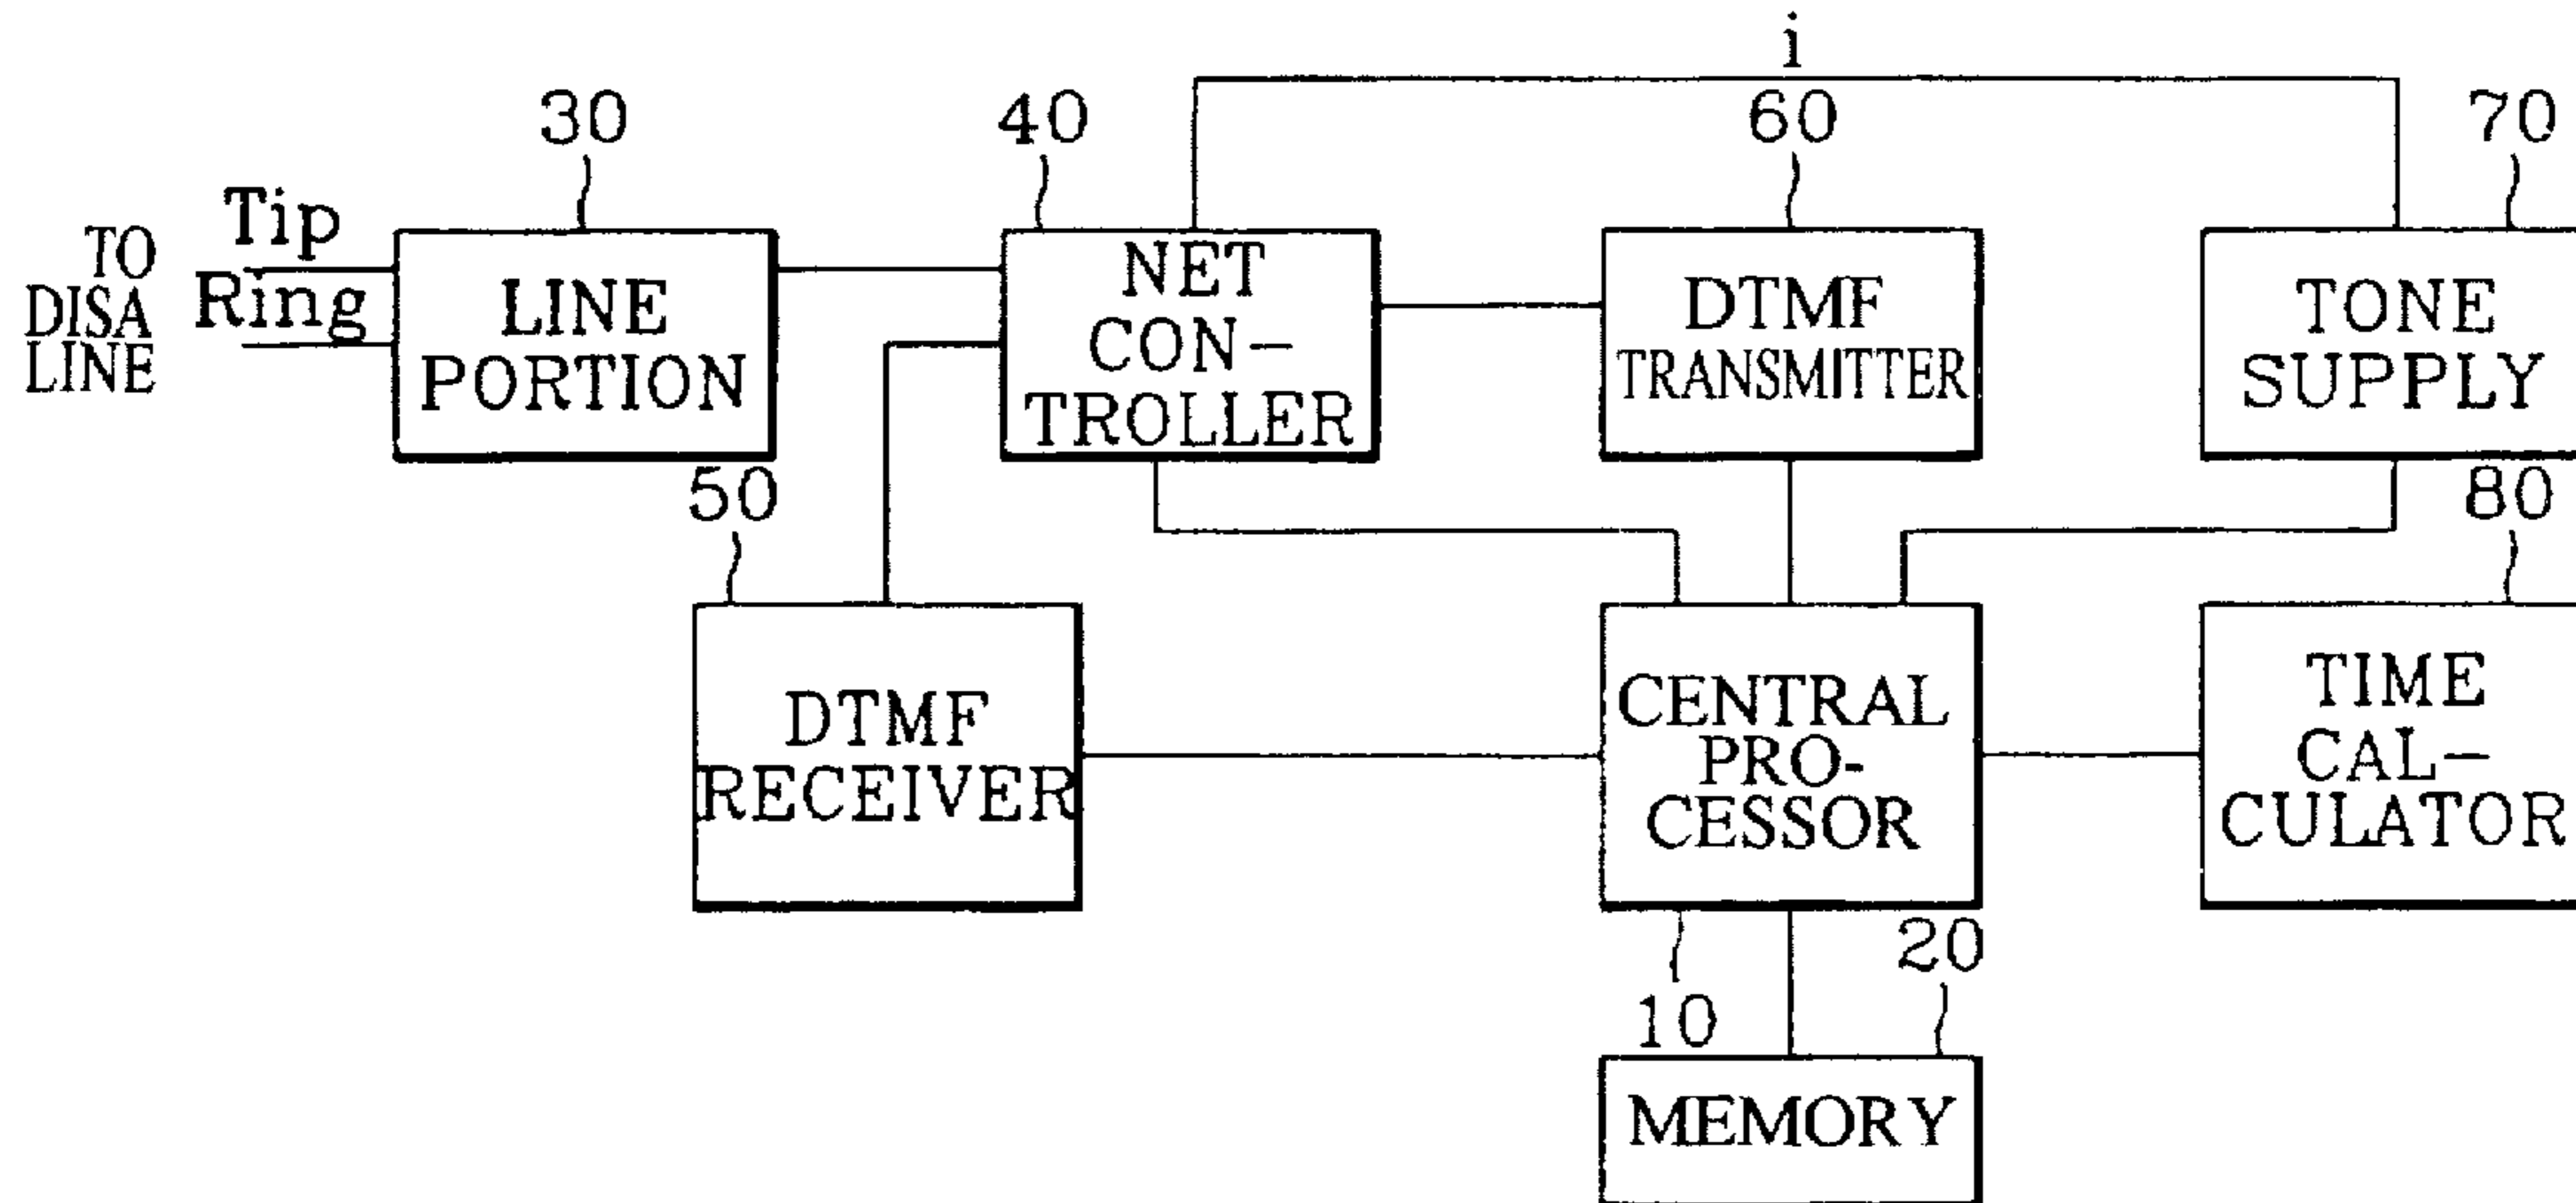 i
30
40
60
70
TO
DISA
LINE
Tip
Ring
LINE
PORTION
NET
CON-
TROLLER
DTMF
TRANSMITTER
TONE
SUPPLY
50
80
DTMF
RECEIVER
CENTRAL
PRO-
CESSOR
TIME
CAL-
CULATOR
10
20
MEMORY